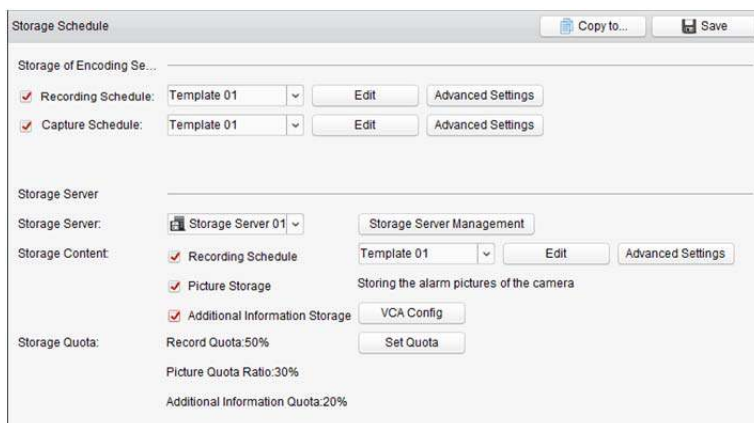 Storage Schedule Copy to... Save
Storage of Encoding Se...
Recording Schedule: Template 01 Edit Advanced Settings
Capture Schedule: Template 01 Edit Advanced Settings
Storage Server
Storage Server: Storage Server 01 Storage Server Management
Storage Content: Recording Schedule Template 01 Edit Advanced Settings
Picture Storage Storing the alarm pictures of the camera
Additional Information Storage VCA Config
Storage Quota: Record Quota:50% Set Quota
Picture Quota Ratio:30%
Additional Information Quota:20%